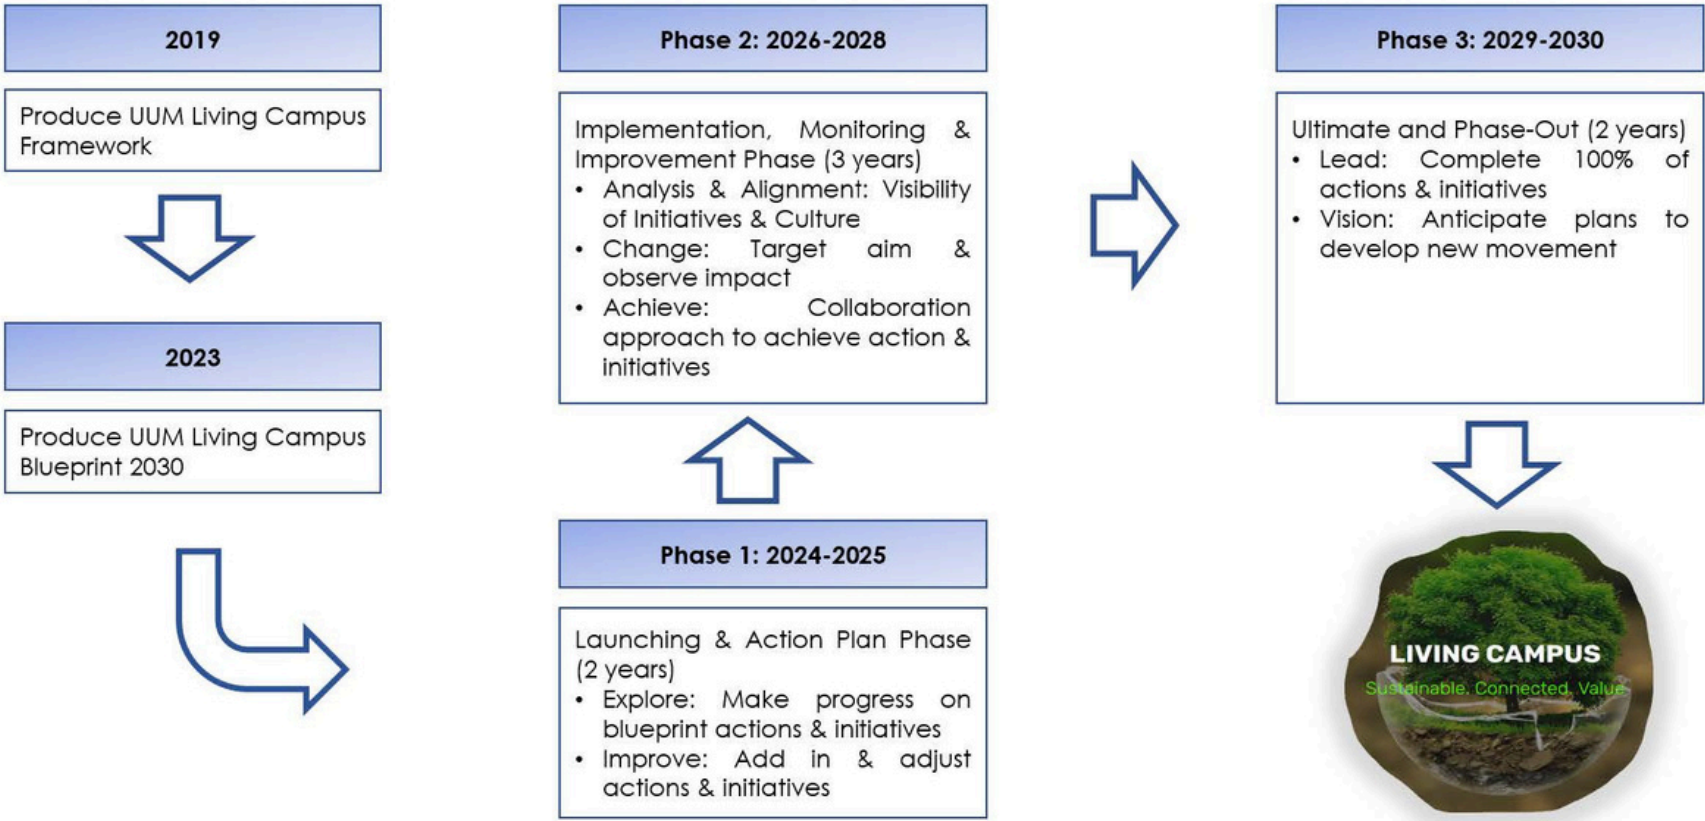 2019
Produce UUM Living Campus
Framework
2023
Produce UUM Living Campus
Blueprint 2030
Phase 1: 2024-2025
Launching & Action Plan Phase
(2 years)
• Explore: Make progress on
blueprint actions & initiatives
• Improve: Add in & adjust
actions & initiatives
Phase 2: 2026-2028
Implementation, Monitoring &
Improvement Phase (3 years)
• Analysis & Alignment: Visibility
of Initiatives & Culture
• Change: Target aim &
observe impact
• Achieve: Collaboration
approach to achieve action &
initiatives
Phase 3: 2029-2030
Ultimate and Phase-Out (2 years)
• Lead: Complete 100% of
actions & initiatives
• Vision: Anticipate plans to
develop new movement
LIVING CAMPUS
Sustainable. Connected. Value